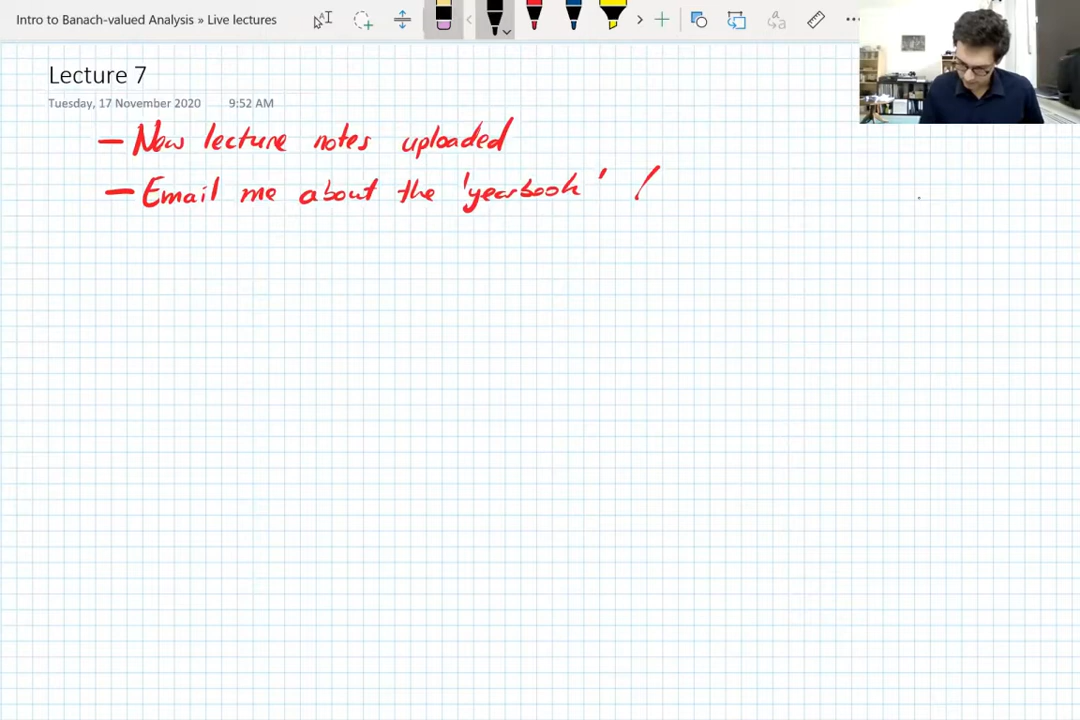 Intro to Banach-valued Analysis » Live lectures
Lecture 7
Tuesday, 17 November 2020 9:52 AM
— New lecture notes uploaded
— Email me about the 'yearbook' (